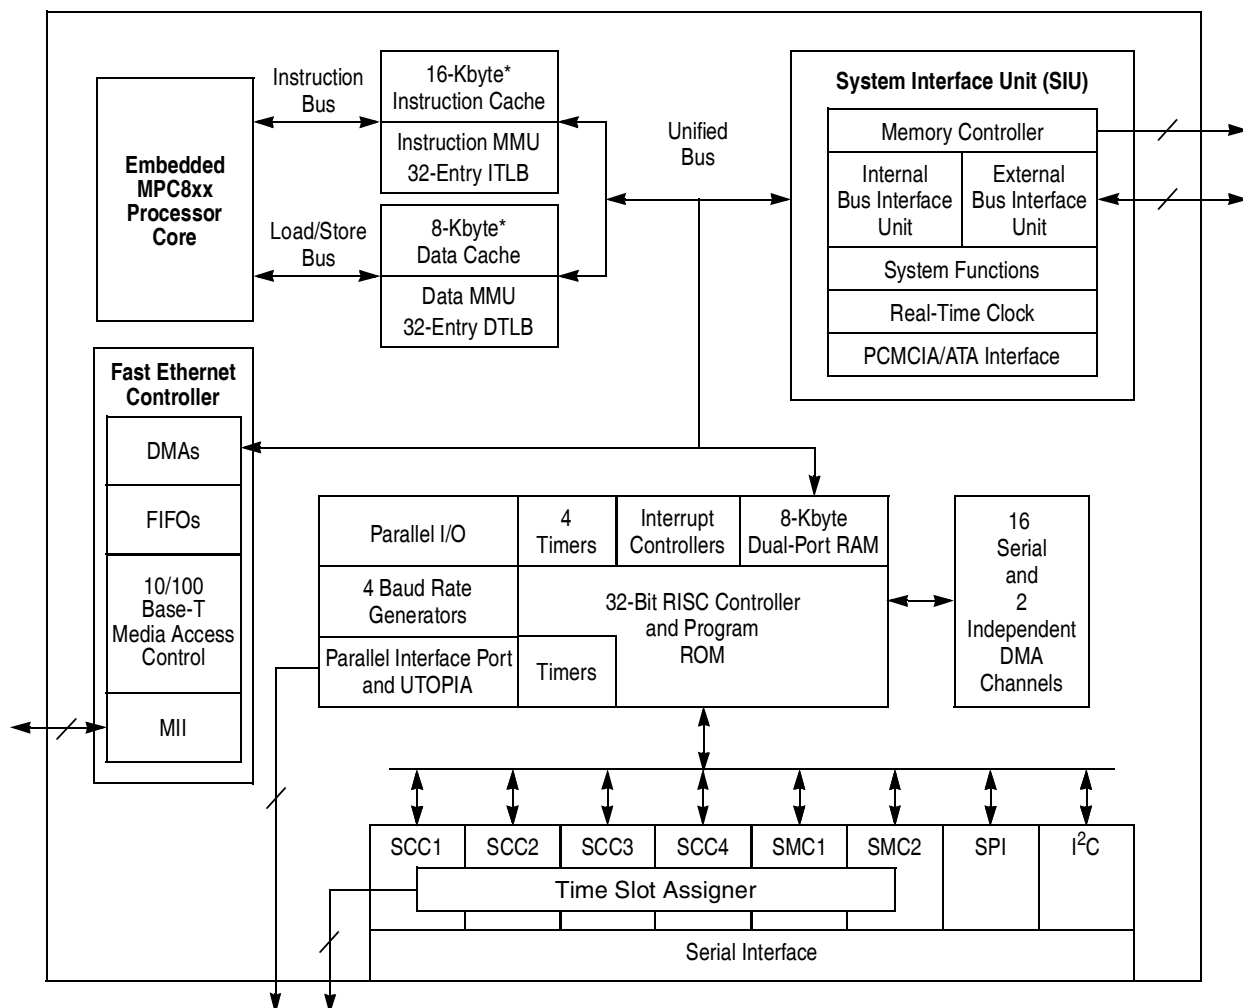 Embedded
MPC8xx
Processor
Core
Instruction
Bus
Load/Store
Bus
16-Kbyte*
Instruction Cache
Instruction MMU
32-Entry ITLB
8-Kbyte*
Data Cache
Data MMU
32-Entry DTLB
Unified
Bus
System Interface Unit (SIU)
Memory Controller
Internal
Bus Interface
Unit
External
Bus Interface
Unit
System Functions
Real-Time Clock
PCMCIA/ATA Interface
Fast Ethernet
Controller
DMAs
FIFOs
10/100
Base-T
Media Access
Control
MII
Parallel I/O
4
Timers
Interrupt
Controllers
8-Kbyte
Dual-Port RAM
4 Baud Rate
Generators
32-Bit RISC Controller
and Program
ROM
Parallel Interface Port
and UTOPIA
Timers
16
Serial
and
2
Independent
DMA
Channels
SCC1
SCC2
SCC3
SCC4
SMC1
SMC2
SPI
I²C
Time Slot Assigner
Serial Interface